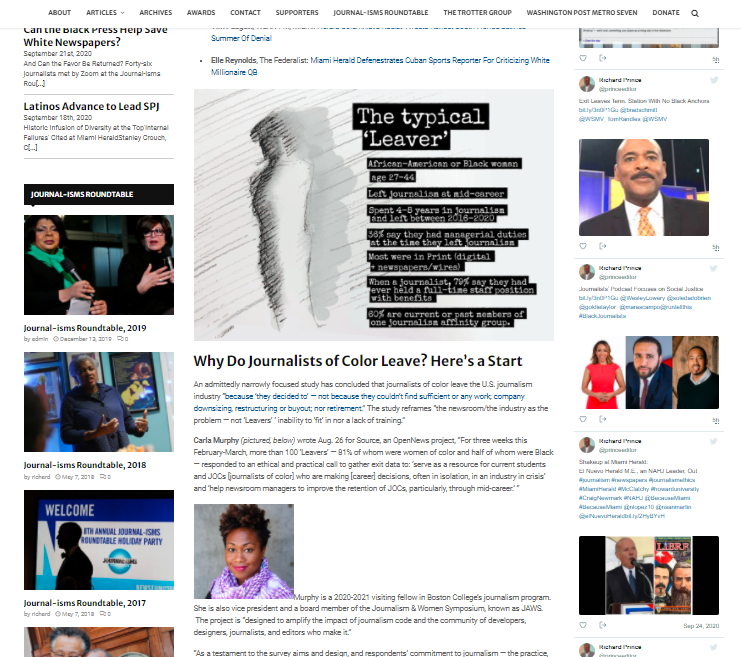 ABOUT ARTICLES ARCHIVES AWARDS CONTACT SUPPORTERS JOURNAL-ISMS ROUNDTABLE THE TROTTER GROUP WASHINGTON POST METRO SEVEN DONATE
Can the Black Press Help Save
White Newspapers?
September 21st, 2020
And Can the Favor Be Returned? Forty-six
journalists met by Zoom at the Journal-isms
Rou[...]
Latinos Advance to Lead SPJ
September 18th, 2020
Historic Infusion of Diversity at the Top'Internal
Failures' Cited at Miami HeraldStanley Crouch,
C[...]
JOURNAL-ISMS ROUNDTABLE
Journal-isms Roundtable, 2019
by admin December 13, 2019 0
Journal-isms Roundtable, 2018
by richard May 7, 2018 0
WELCOME
8TH ANNUAL JOURNAL-ISMS
ROUNDTABLE HOLIDAY PARTY
Journal-isms Roundtable, 2017
by richard May 7, 2018 0
Summer Of Denial
Elle Reynolds, The Federalist: Miami Herald Defenestrates Cuban Sports Reporter For Criticizing White
Millionaire QB
The typical
'Leaver'
African-American or Black woman
age 27-44
Left journalism at mid-career
Spent 4-8 years in journalism
and left between 2016-2020
36% say they had managerial duties
at the time they left journalism
Most were in Print (digital
+ newspapers/wires)
When a journalist, 79% say they had
ever held a full-time staff position
with benefits
60% are current or past members of
one journalism affinity group.
Why Do Journalists of Color Leave? Here's a Start
An admittedly narrowly focused study has concluded that journalists of color leave the U.S. journalism
industry "because 'they decided to' — not because they couldn't find sufficient or any work; company
downsizing, restructuring or buyout; nor retirement." The study reframes "the newsroom/the industry as the
problem — not 'Leavers' ' inability to 'fit' in nor a lack of training."
Carla Murphy (pictured, below) wrote Aug. 26 for Source, an OpenNews project, "For three weeks this
February-March, more than 100 'Leavers' — 81% of whom were women of color and half of whom were Black
— responded to an ethical and practical call to gather exit data to: 'serve as a resource for current students
and JOCs [journalists of color] who are making [career] decisions, often in isolation, in an industry in crisis'
and 'help newsroom managers to improve the retention of JOCs, particularly, through mid-career.' "
Murphy is a 2020-2021 visiting fellow in Boston College's journalism program.
She is also vice president and a board member of the Journalism & Women Symposium, known as JAWS.
The project is "designed to amplify the impact of journalism code and the community of developers,
designers, journalists, and editors who make it."
"As a testament to the survey aims and design, and respondents' commitment to journalism — the practice,
5h
Richard Prince
@princeeditor
Exit Leaves Term. Station With No Black Anchors
@bradschmitt
@WSMV_TomRandles @WSMV
5h
Richard Prince
@princeeditor
Journalists' Podcast Focuses on Social Justice
@WesleyLowery @soledadobrien
#BlackJournalists
5h
Richard Prince
@princeeditor
Shakeup at Miami Herald:
El Nuevo Herald M.E., an NAHJ Leader, Out
#journalism #newspapers #journalismethics
#MiamiHerald #McClatchy
#CraigNewmark #NAHJ @BecauseMiami
@BecauseMiami
LIBRE
Sep 24, 2020
Richard Prince
@princeeditor